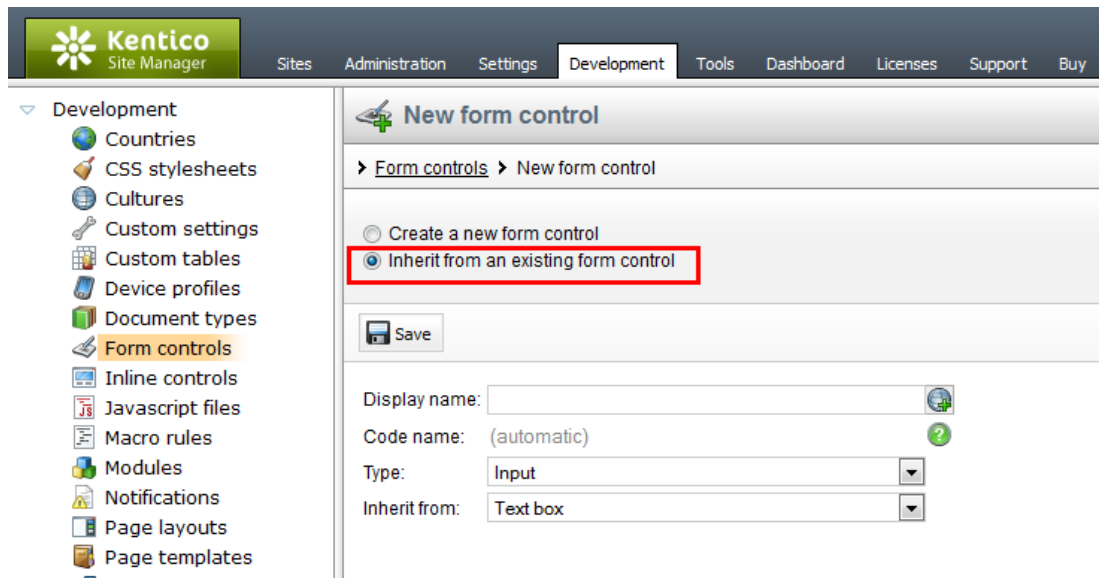 Kentico
Site Manager
Sites Administration Settings Development Tools Dashboard Licenses Support Buy
Development
Countries
CSS stylesheets
Cultures
Custom settings
Custom tables
Device profiles
Document types
Form controls
Inline controls
Javascript files
Macro rules
Modules
Notifications
Page layouts
Page templates
New form control
Form controls > New form control
Create a new form control
Inherit from an existing form control
Save
Display name:
Code name: (automatic)
Type: Input
Inherit from: Text box